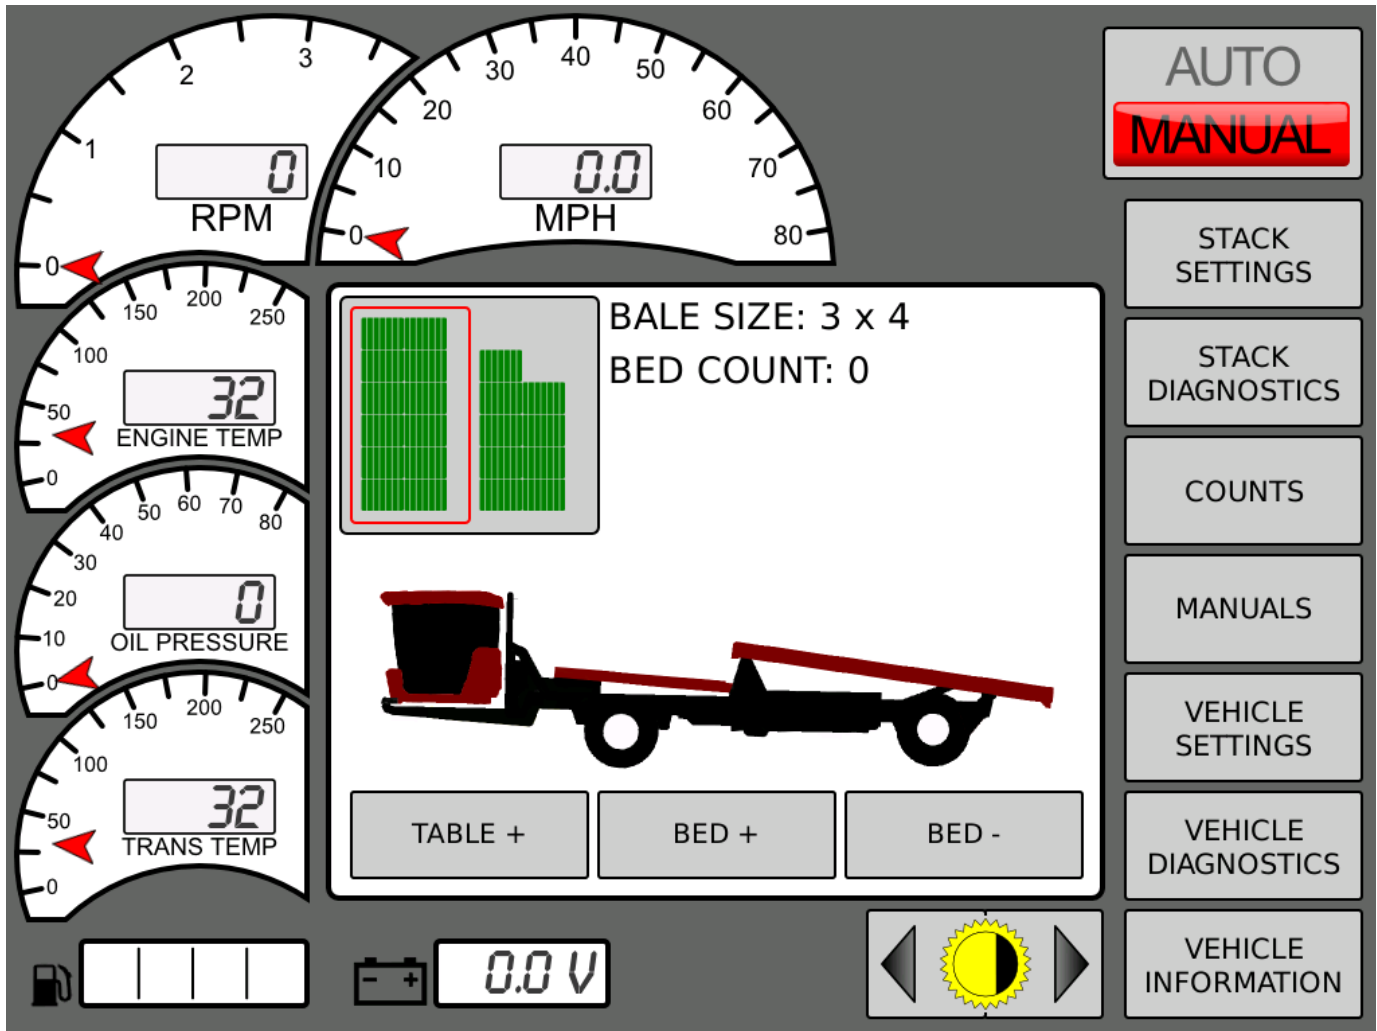 1
2
3
0
RPM
0
10
20
30
40
50
60
70
80
0.0
MPH
0
AUTO
MANUAL
50
100
150
200
250
32
ENGINE TEMP
0
10
20
30
40
50
60
70
80
0
OIL PRESSURE
0
50
100
150
200
250
32
TRANS TEMP
0
BALE SIZE: 3 x 4
BED COUNT: 0
TABLE +
BED +
BED -
STACK
SETTINGS
STACK
DIAGNOSTICS
COUNTS
MANUALS
VEHICLE
SETTINGS
VEHICLE
DIAGNOSTICS
VEHICLE
INFORMATION
- +
0.0 V